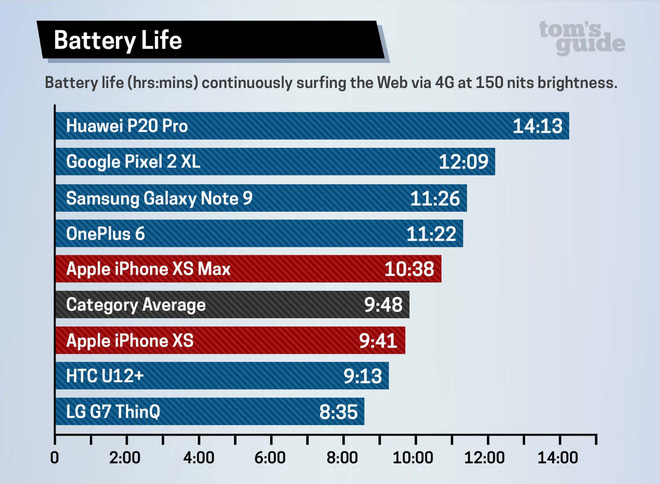 Battery Life
tom's
guide
Battery life (hrs:mins) continuously surfing the Web via 4G at 150 nits brightness.
Huawei P20 Pro 14:13
Google Pixel 2 XL 12:09
Samsung Galaxy Note 9 11:26
OnePlus 6 11:22
Apple iPhone XS Max 10:38
Category Average 9:48
Apple iPhone XS 9:41
HTC U12+ 9:13
LG G7 ThinQ 8:35
0 2:00 4:00 6:00 8:00 10:00 12:00 14:00